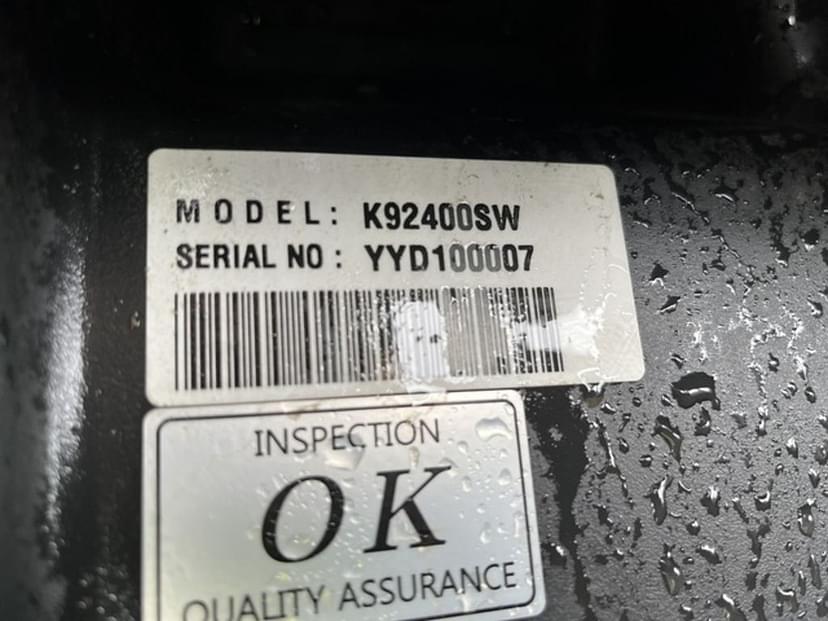 MODEL: K92400SW
SERIAL NO: YYD100007
INSPECTION
OK
QUALITY ASSURANCE